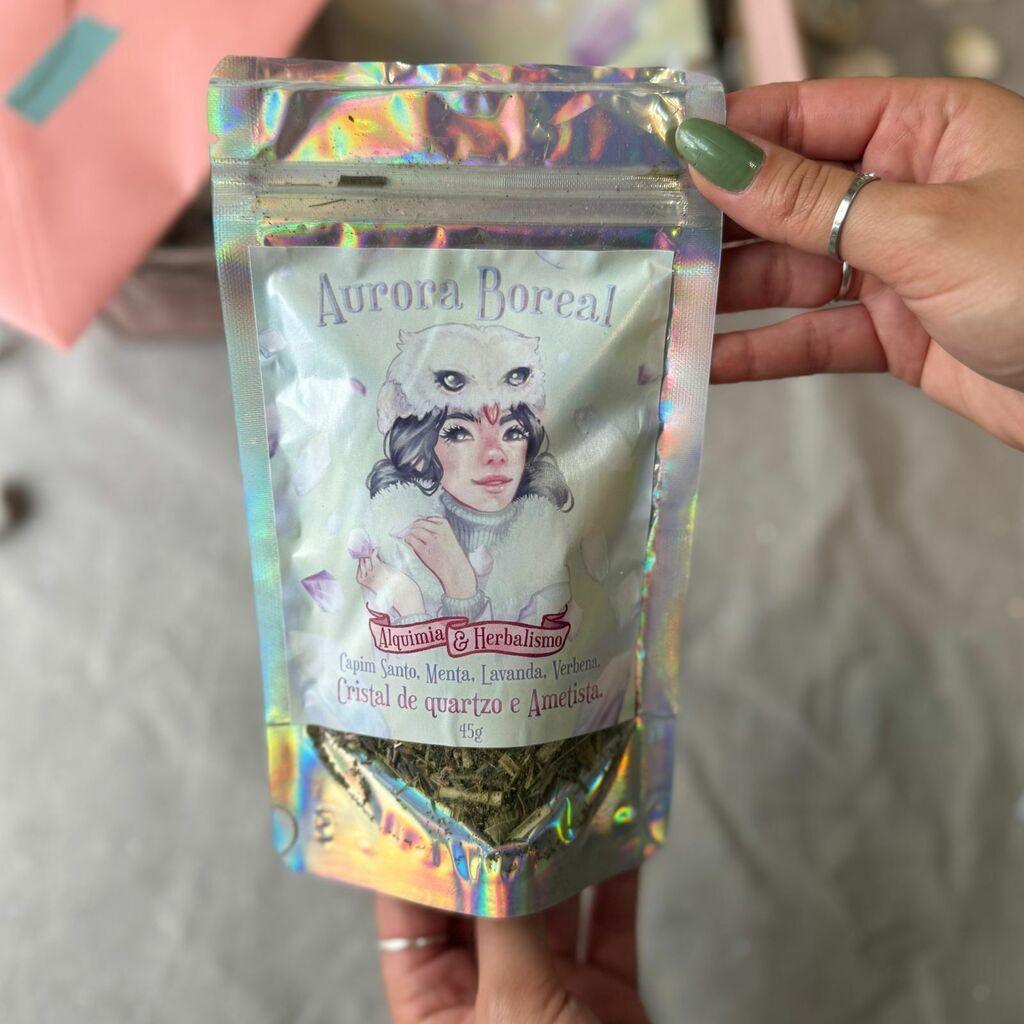 Aurora Boreal
Alquimia & Herbalismo
Capim Santo, Menta, Lavanda, Verbena,
Cristal de quartzo e Ametista.
45g